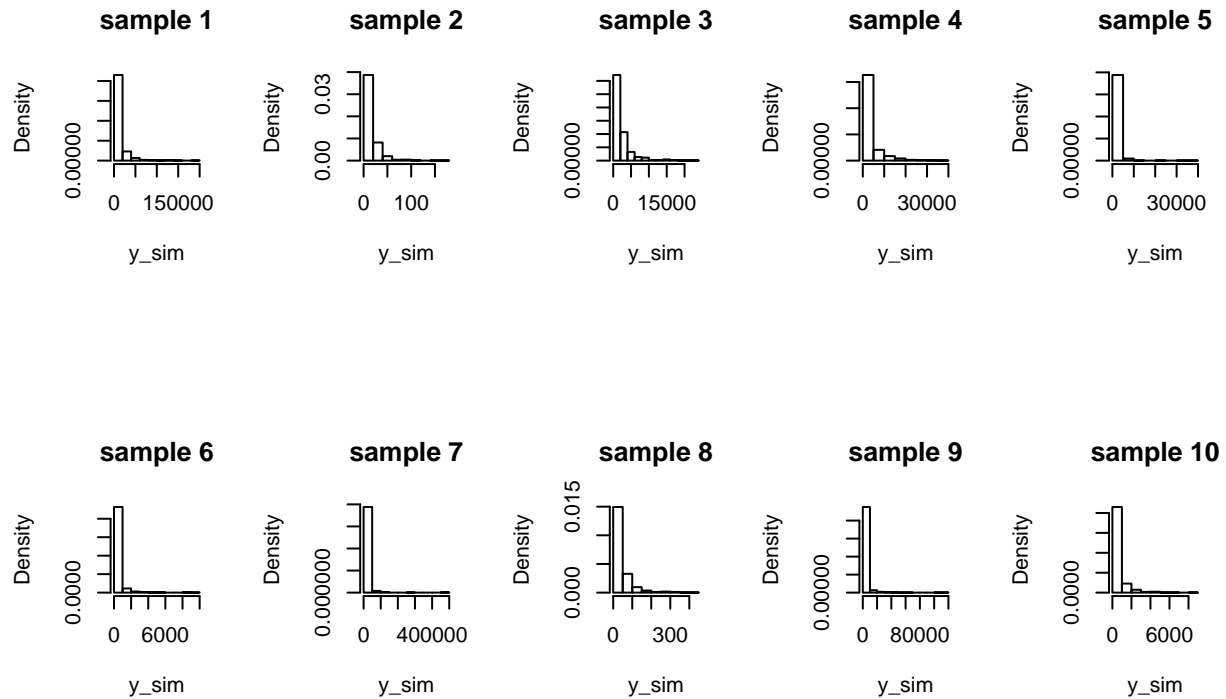 sample 1
sample 2
sample 3
sample 4
sample 5
Density
0.00000
0 150000
y_sim
Density
0.00 0.03
0 100
y_sim
Density
0.00000
0 15000
y_sim
Density
0.00000
0 30000
y_sim
Density
0.00000
0 30000
y_sim
sample 6
sample 7
sample 8
sample 9
sample 10
Density
0.00000
0 6000
y_sim
Density
0.000000
0 400000
y_sim
Density
0.000 0.015
0 300
y_sim
Density
0.00000
0 80000
y_sim
Density
0.00000
0 6000
y_sim